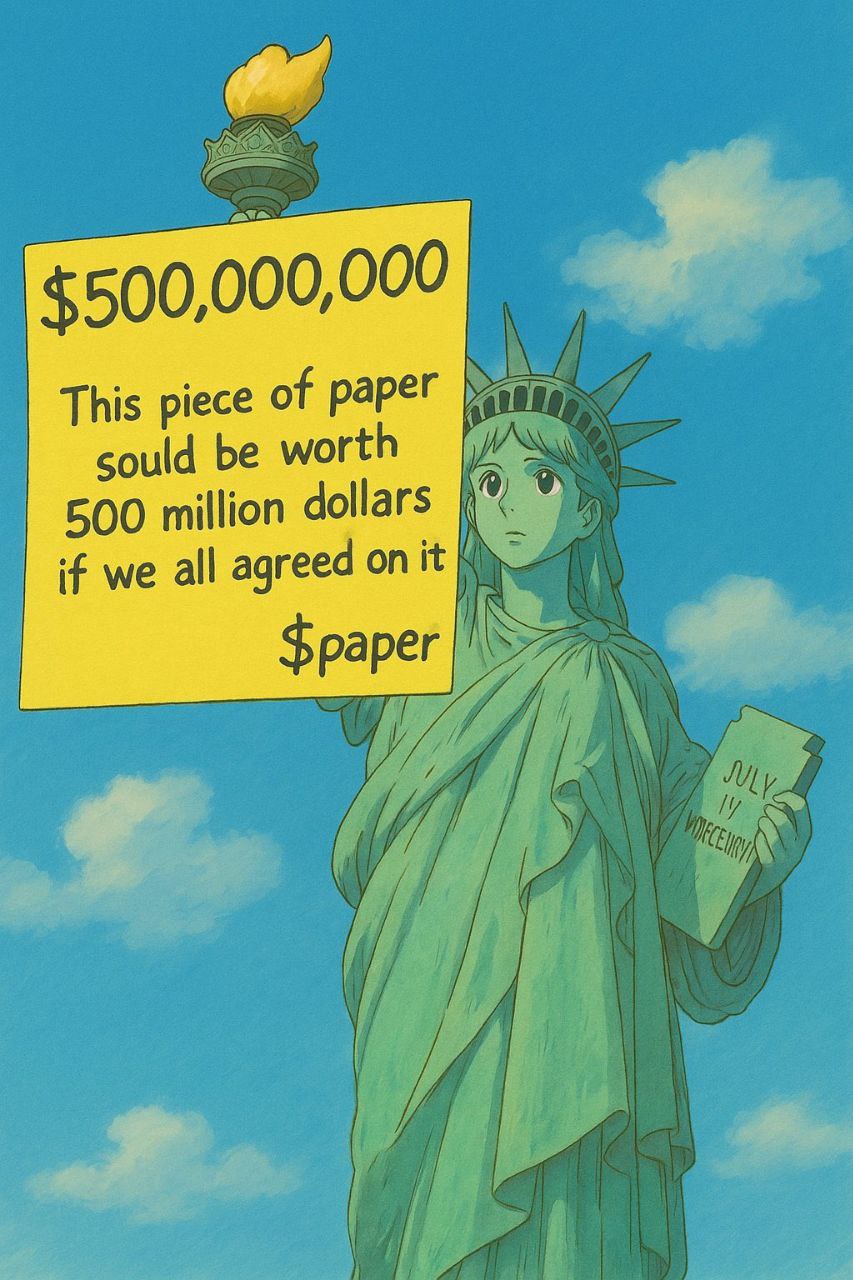 $500,000,000
This piece of paper
sould be worth
500 million dollars
if we all agreed on it
$paper
JULY
IV